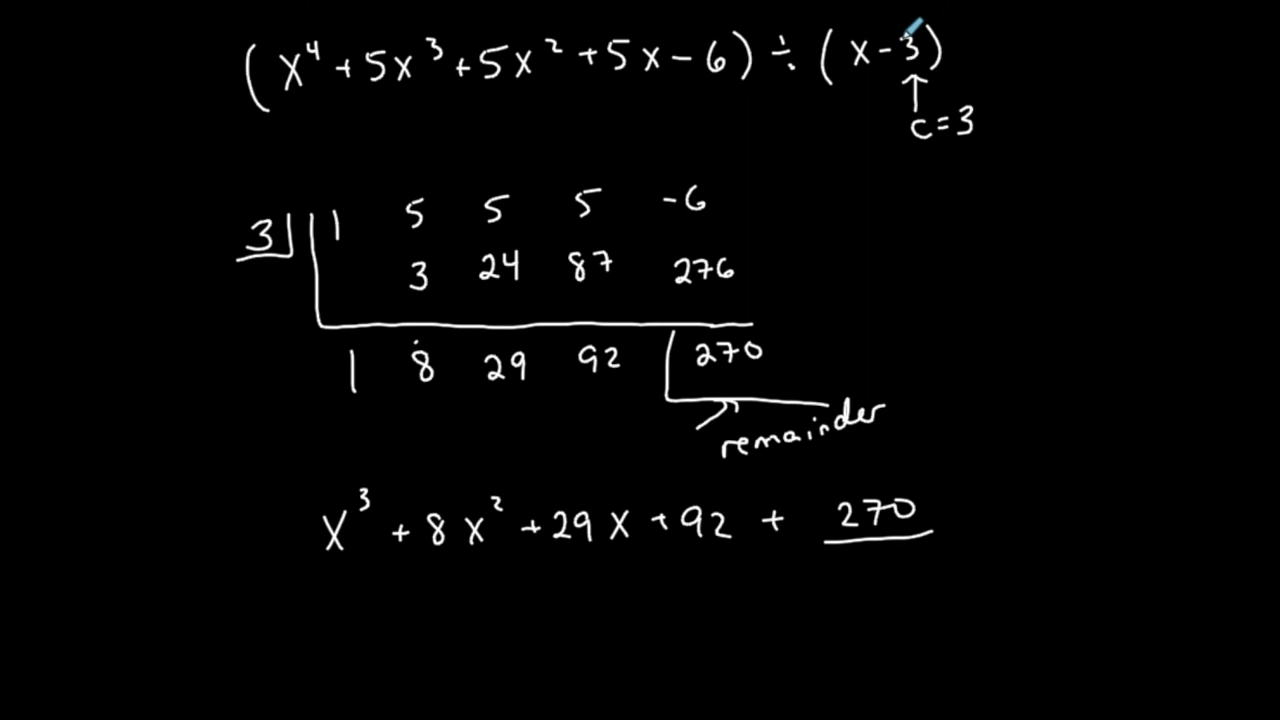 (x⁴ + 5x³ + 5x² + 5x - 6) ÷ (x - 3)
↑
c = 3
3 | 1 5 5 5 -6
3 24 87 276
1 8 29 92 | 270
remainder
x³ + 8x² + 29x + 92 + 270